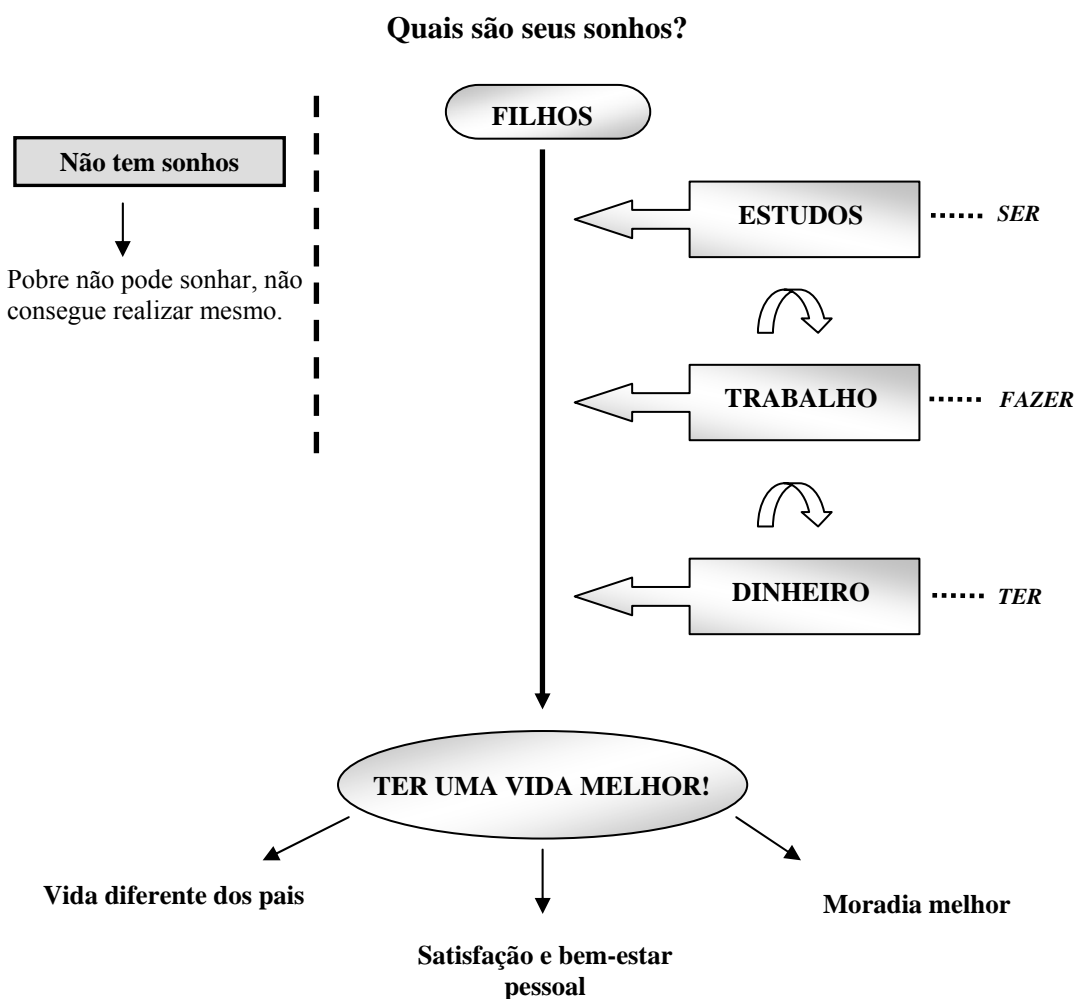 Quais são seus sonhos?
FILHOS
Não tem sonhos
Pobre não pode sonhar, não
consegue realizar mesmo.
ESTUDOS
SER
TRABALHO
FAZER
DINHEIRO
TER
TER UMA VIDA MELHOR!
Vida diferente dos pais
Satisfação e bem-estar
pessoal
Moradia melhor